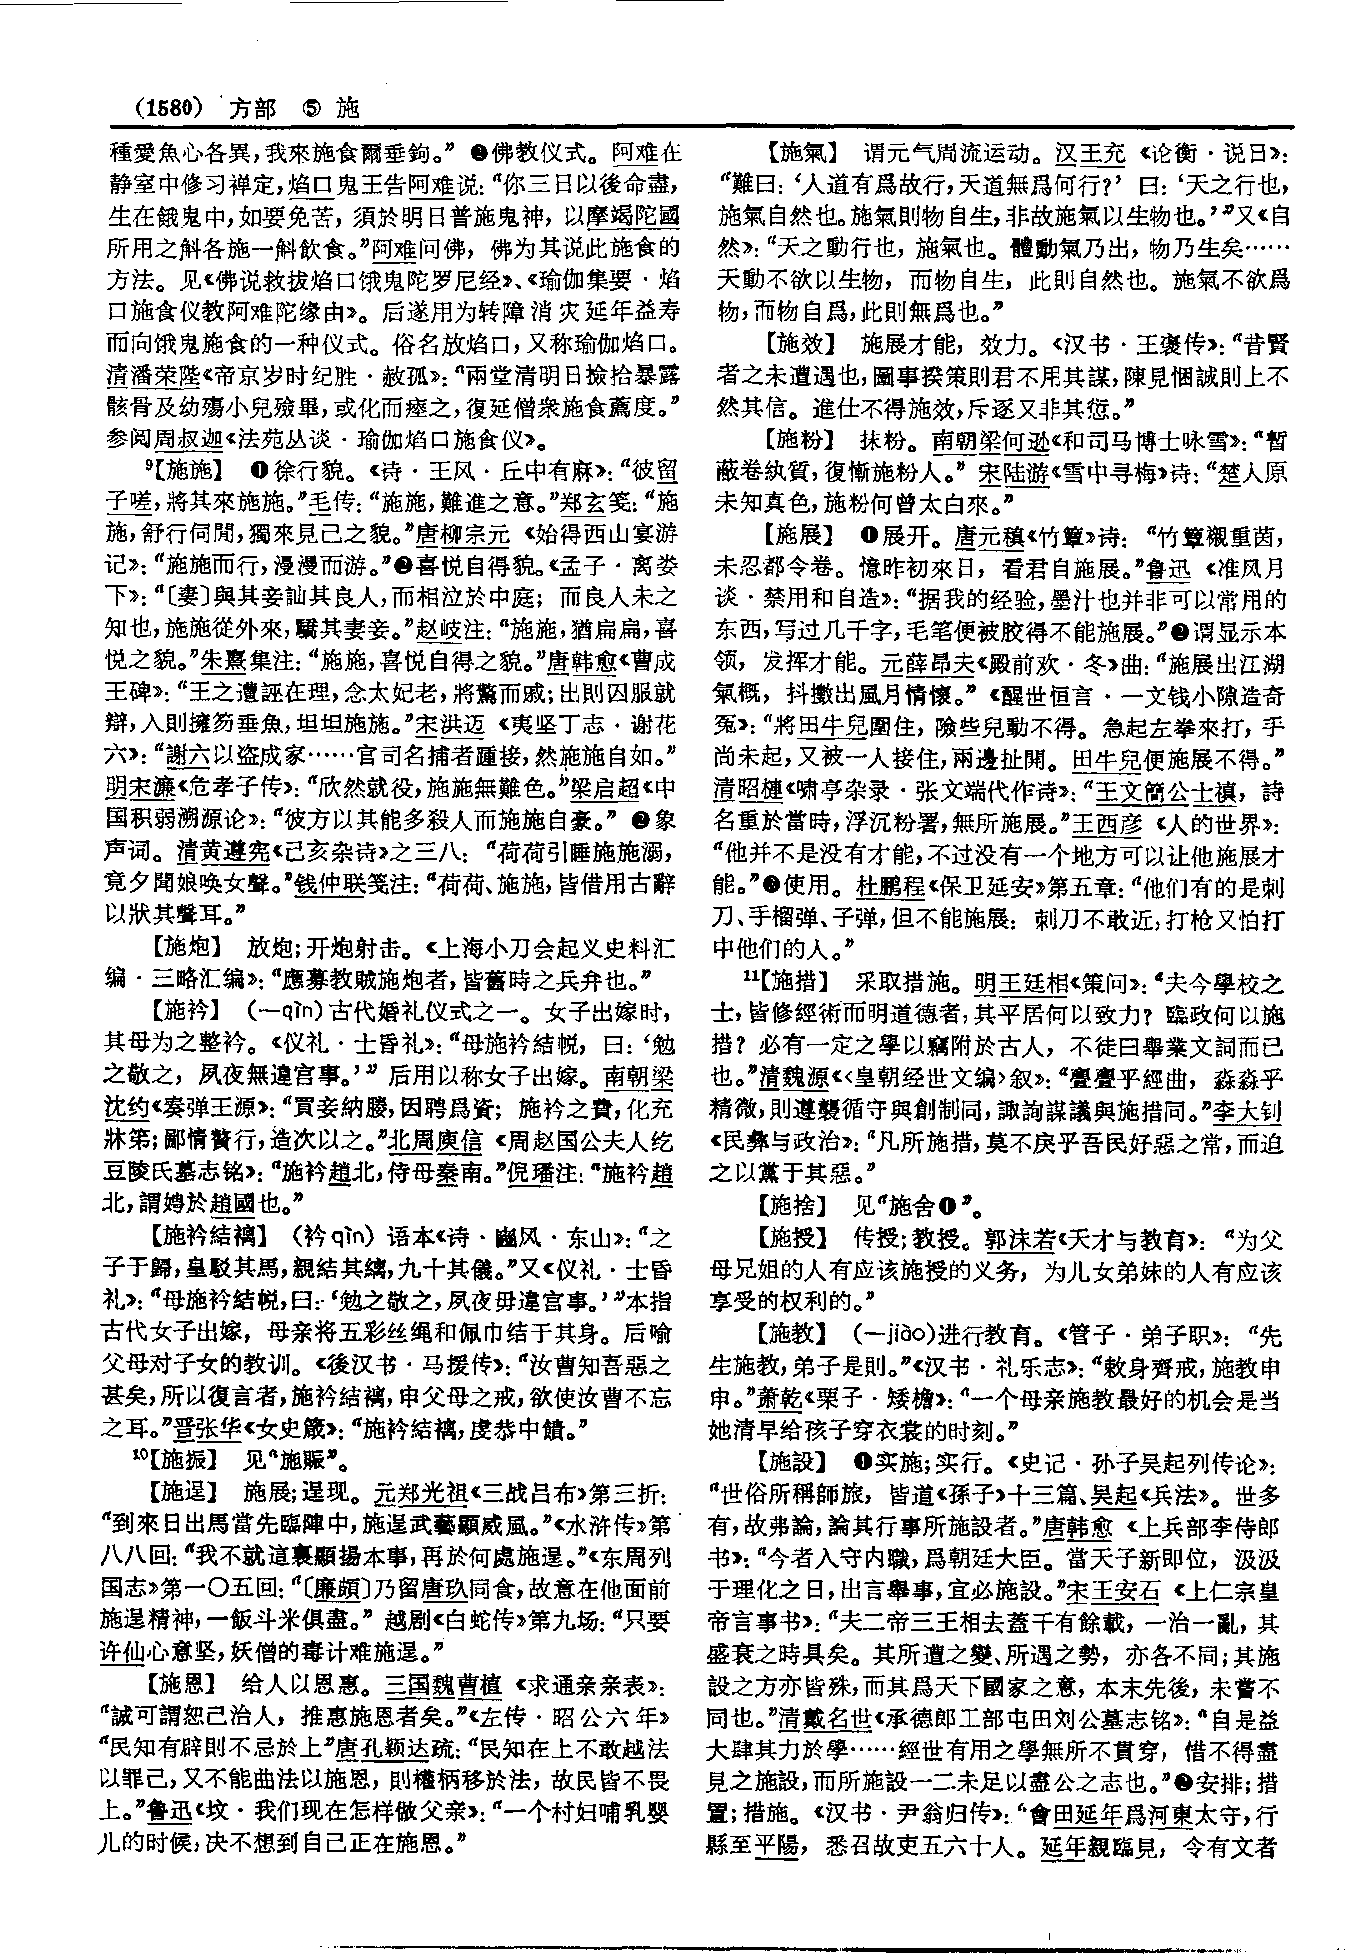 (1580) 方部 ⑤ 施
種愛魚心各異,我來施食爾垂鉤。”❷佛教仪式。阿难在
静室中修习禅定,焰口鬼王告阿难说:“你三日以後命盡,
生在餓鬼中,如要免苦,須於明日普施鬼神,以摩竭陀國
所用之斛各施一斛飲食。”阿难问佛,佛为其说此施食的
方法。见《佛说救拔焰口饿鬼陀罗尼经》、《瑜伽集要·焰
口施食仪教阿难陀缘由》。后遂用为转障消灾延年益寿
而向饿鬼施食的一种仪式。俗名放焰口,又称瑜伽焰口。
清潘荣陛《帝京岁时纪胜·赦孤》:“兩堂清明日撿拾暴露
骸骨及幼殤小兒殮畢,或化而瘞之,復延僧衆施食薦度。”
参阅周叔迦《法苑丛谈·瑜伽焰口施食仪》。
⁹【施施】 ❶徐行貌。《诗·王风·丘中有麻》:“彼留
子嗟,將其來施施。”毛传:“施施,難進之意。”郑玄笺:“施
施,舒行伺閒,獨來見己之貌。”唐柳宗元《始得西山宴游
记》:“施施而行,漫漫而游。”❷喜悦自得貌。《孟子·离娄
下》:“〔妻〕與其妾訕其良人,而相泣於中庭;而良人未之
知也,施施從外來,驕其妻妾。”赵岐注:“施施,猶扁扁,喜
悦之貌。”朱熹集注:“施施,喜悦自得之貌。”唐韩愈《曹成
王碑》:“王之遭誣在理,念太妃老,將驚而戚;出則囚服就
辯,入則擁笏垂魚,坦坦施施。”宋洪迈《夷坚丁志·谢花
六》:“謝六以盗成家……官司名捕者踵接,然施施自如。”
明宋濂《危孝子传》:“欣然就役,施施無難色。”梁启超《中
国积弱溯源论》:“彼方以其能多殺人而施施自豪。”❸象
声词。清黄遵宪《己亥杂诗》之三八:“荷荷引睡施施溺,
竟夕聞娘唤女聲。”钱仲联笺注:“荷荷、施施,皆借用古辭
以狀其聲耳。”
【施炮】 放炮;开炮射击。《上海小刀会起义史料汇
编·三略汇编》:“應募教賊施炮者,皆舊時之兵弁也。”
【施衿】 (—qīn)古代婚礼仪式之一。女子出嫁时,
其母为之整衿。《仪礼·士昏礼》:“母施衿結帨,曰:‘勉
之敬之,夙夜無違宫事。’”后用以称女子出嫁。南朝梁
沈约《奏弹王源》:“買妾納媵,因聘爲資;施衿之費,化充
牀笫;鄙情贅行,造次以之。”北周庾信《周赵国公夫人纥
豆陵氏墓志铭》:“施衿趙北,侍母秦南。”倪璠注:“施衿趙
北,謂娉於趙國也。”
【施衿結褵】 (衿qìn)语本《诗·豳风·东山》:“之
子于歸,皇駁其馬,親結其縭,九十其儀。”又《仪礼·士昏
礼》:“母施衿結帨,曰:‘勉之敬之,夙夜毋違宫事。’”本指
古代女子出嫁,母亲将五彩丝绳和佩巾结于其身。后喻
父母对子女的教训。《後汉书·马援传》:“汝曹知吾惡之
甚矣,所以復言者,施衿結褵,申父母之戒,欲使汝曹不忘
之耳。”晋张华《女史箴》:“施衿結褵,虔恭中饋。”
¹⁰【施振】 见“施賑”。
【施逞】 施展;逞现。元郑光祖《三战吕布》第三折:
“到來日出馬當先臨陣中,施逞武藝顯威風。”《水浒传》第
八八回:“我不就這裏顯揚本事,再於何處施逞。”《东周列
国志》第一〇五回:“〔廉頗〕乃留唐玖同食,故意在他面前
施逞精神,一飯斗米俱盡。”越剧《白蛇传》第九场:“只要
许仙心意坚,妖僧的毒计难施逞。”
【施恩】 给人以恩惠。三国魏曹植《求通亲亲表》:
“誠可謂恕己治人,推惠施恩者矣。”《左传·昭公六年》
“民知有辟則不忌於上”唐孔颖达疏:“民知在上不敢越法
以罪己,又不能曲法以施恩,則權柄移於法,故民皆不畏
上。”鲁迅《坟·我们现在怎样做父亲》:“一个村妇哺乳婴
儿的时候,决不想到自己正在施恩。”
【施氣】 谓元气周流运动。汉王充《论衡·说日》:
“難曰:‘人道有爲故行,天道無爲何行?’曰:‘天之行也,
施氣自然也。施氣則物自生,非故施氣以生物也。’”又《自
然》:“天之動行也,施氣也。體動氣乃出,物乃生矣……
天動不欲以生物,而物自生,此則自然也。施氣不欲爲
物,而物自爲,此則無爲也。”
【施效】 施展才能,效力。《汉书·王褒传》:“昔賢
者之未遭遇也,圖事揆策則君不用其謀,陳見悃誠則上不
然其信。進仕不得施效,斥逐又非其愆。”
【施粉】 抹粉。南朝梁何逊《和司马博士咏雪》:“暫
蔽卷紈質,復慚施粉人。”宋陆游《雪中寻梅》诗:“楚人原
未知真色,施粉何曾太白來。”
【施展】 ❶展开。唐元稹《竹簟》诗:“竹簟襯重茵,
未忍都令卷。憶昨初來日,看君自施展。”鲁迅《准风月
谈·禁用和自造》:“据我的经验,墨汁也并非可以常用的
东西,写过几千字,毛笔便被胶得不能施展。”❷谓显示本
领,发挥才能。元薛昂夫《殿前欢·冬》曲:“施展出江湖
氣概,抖擻出風月情懷。”《醒世恒言·一文钱小隙造奇
冤》:“將田牛兒圍住,險些兒動不得。急起左拳來打,手
尚未起,又被一人接住,兩邊扯開。田牛兒便施展不得。”
清昭梿《啸亭杂录·张文端代作诗》:“王文簡公士禛,詩
名重於當時,浮沉粉署,無所施展。”王西彦《人的世界》:
“他并不是没有才能,不过没有一个地方可以让他施展才
能。”❸使用。杜鹏程《保卫延安》第五章:“他们有的是刺
刀、手榴弹、子弹,但不能施展:刺刀不敢近,打枪又怕打
中他们的人。”
¹¹【施措】 采取措施。明王廷相《策问》:“夫今學校之
士,皆修經術而明道德者,其平居何以致力?臨政何以施
措?必有一定之學以竊附於古人,不徒曰舉業文詞而已
也。”清魏源《〈皇朝经世文编〉叙》:“亹亹乎經曲,淼淼乎
精微,則遵襲循守與創制同,諏詢謀議與施措同。”李大钊
《民彝与政治》:“凡所施措,莫不戾乎吾民好惡之常,而迫
之以黨于其惡。”
【施捨】 见“施舍❶”。
【施授】 传授;教授。郭沫若《天才与教育》:“为父
母兄姐的人有应该施授的义务,为儿女弟妹的人有应该
享受的权利的。”
【施教】 (—jiào)进行教育。《管子·弟子职》:“先
生施教,弟子是則。”《汉书·礼乐志》:“敕身齊戒,施教申
申。”萧乾《栗子·矮檐》:“一个母亲施教最好的机会是当
她清早给孩子穿衣裳的时刻。”
【施設】 ❶实施;实行。《史记·孙子吴起列传论》:
“世俗所稱師旅,皆道《孫子》十三篇、吴起《兵法》。世多
有,故弗論,論其行事所施設者。”唐韩愈《上兵部李侍郎
书》:“今者入守内職,爲朝廷大臣。當天子新即位,汲汲
于理化之日,出言舉事,宜必施設。”宋王安石《上仁宗皇
帝言事书》:“夫二帝三王相去蓋千有餘載,一治一亂,其
盛衰之時具矣。其所遭之變、所遇之勢,亦各不同;其施
設之方亦皆殊,而其爲天下國家之意,本末先後,未嘗不
同也。”清戴名世《承德郎工部屯田刘公墓志铭》:“自是益
大肆其力於學……經世有用之學無所不貫穿,惜不得盡
見之施設,而所施設一二未足以盡公之志也。”❷安排;措
置;措施。《汉书·尹翁归传》:“會田延年爲河東太守,行
縣至平陽,悉召故吏五六十人。延年親臨見,令有文者